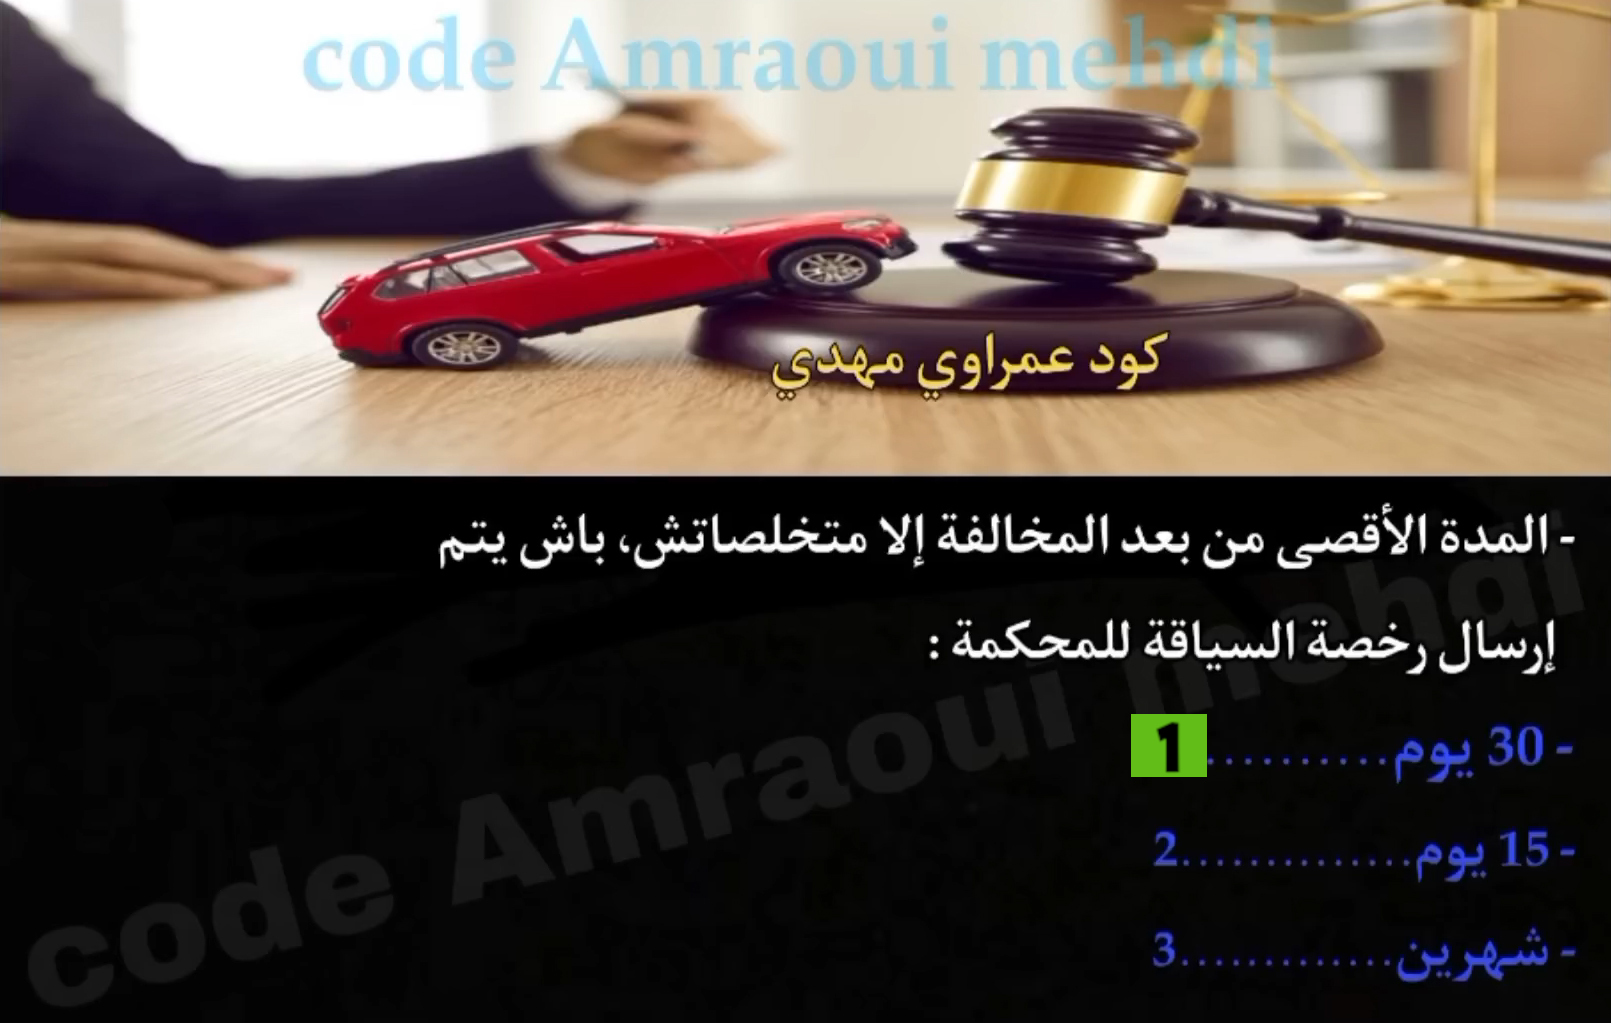 code Amraoui mehdi
كود عمراوي مهدي
- المدة الأقصى من بعد المخالفة إلا متخلصاتش، باش يتم
إرسال رخصة السياقة للمحكمة :
- 30 يوم..........1
- 15 يوم..............2
- شهرين.............3
code Amraoui mehdi